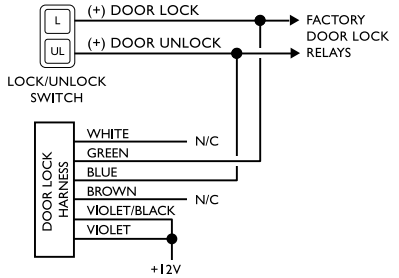 L
(+) DOOR LOCK
FACTORY
DOOR LOCK
RELAYS
UL
(+) DOOR UNLOCK
LOCK/UNLOCK
SWITCH
DOOR LOCK
HARNESS
WHITE
N/C
GREEN
BLUE
BROWN
N/C
VIOLET/BLACK
VIOLET
+12V